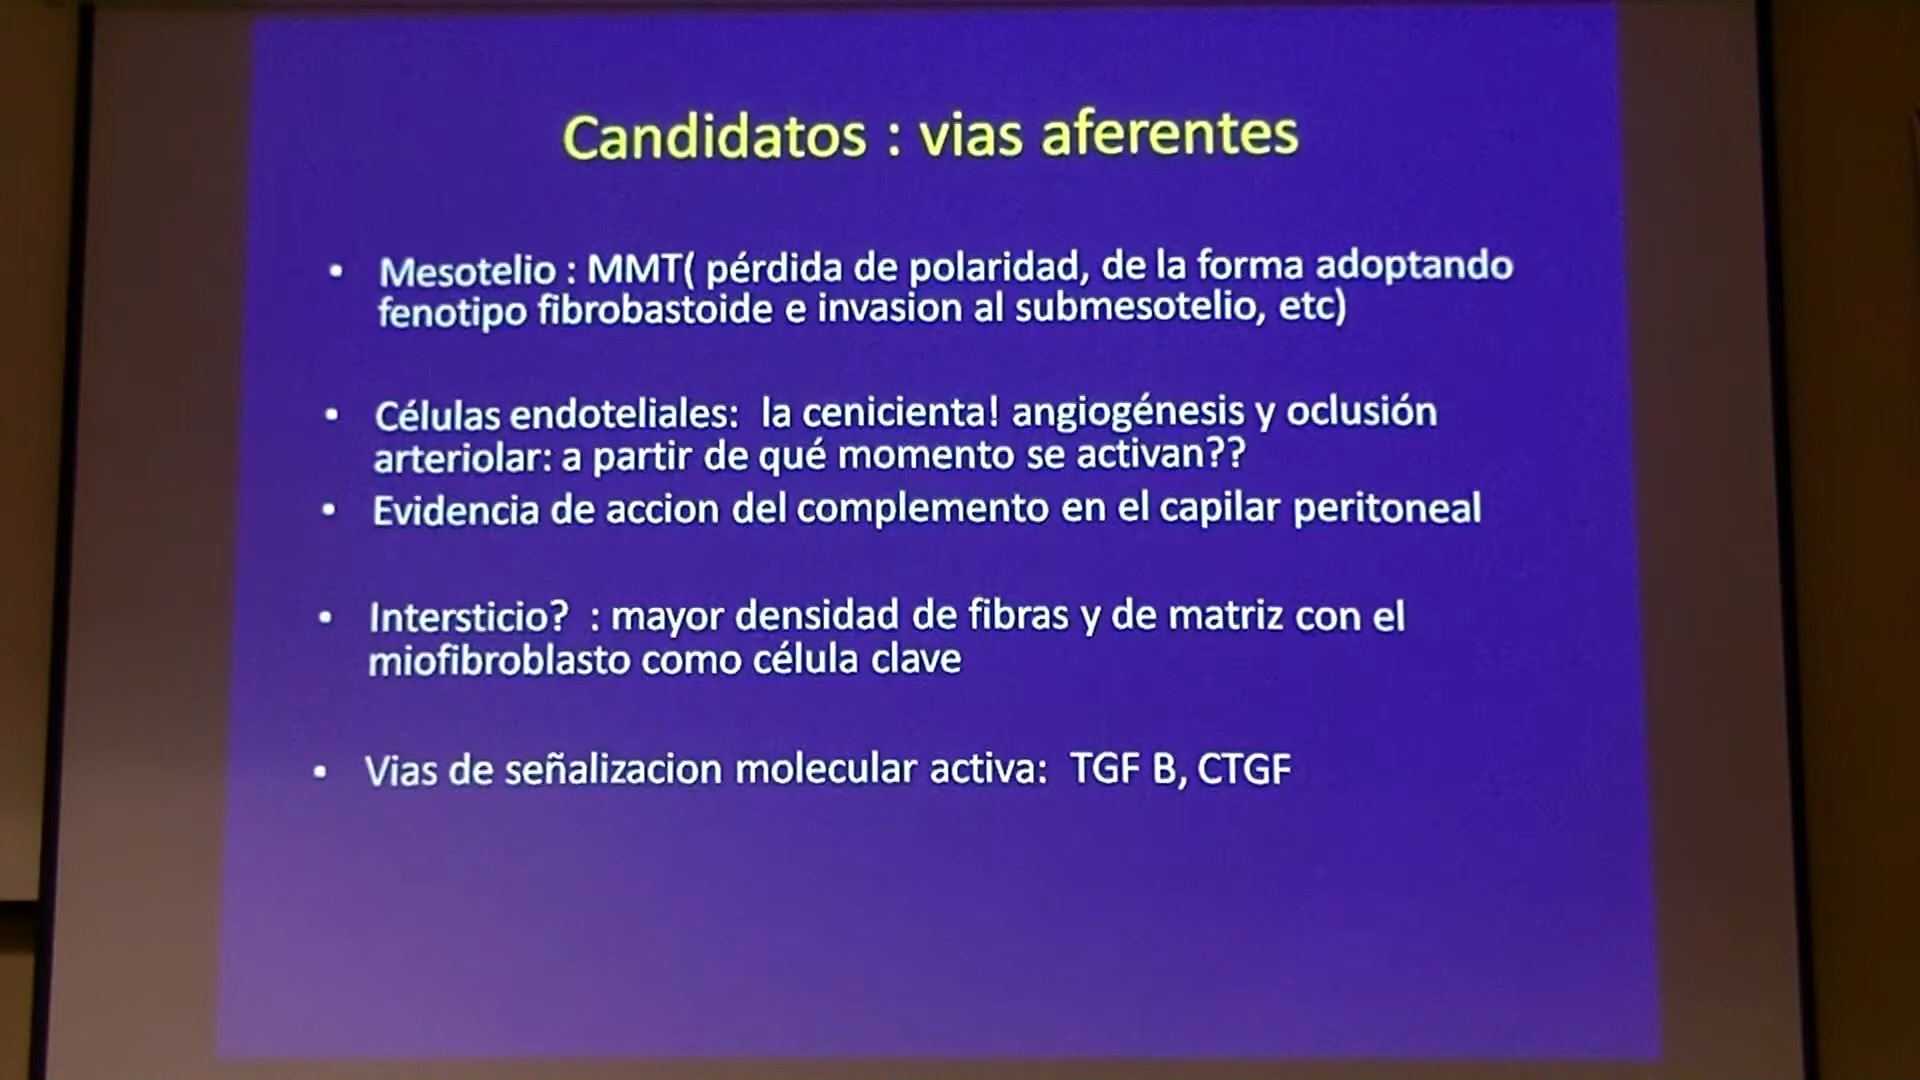 Candidatos : vias aferentes
• Mesotelio : MMT( pérdida de polaridad, de la forma adoptando
fenotipo fibrobastoide e invasion al submesotelio, etc)
• Células endoteliales: la cenicienta! angiogénesis y oclusión
arteriolar: a partir de qué momento se activan??
• Evidencia de accion del complemento en el capilar peritoneal
• Intersticio? : mayor densidad de fibras y de matriz con el
miofibroblasto como célula clave
• Vias de señalizacion molecular activa: TGF B, CTGF